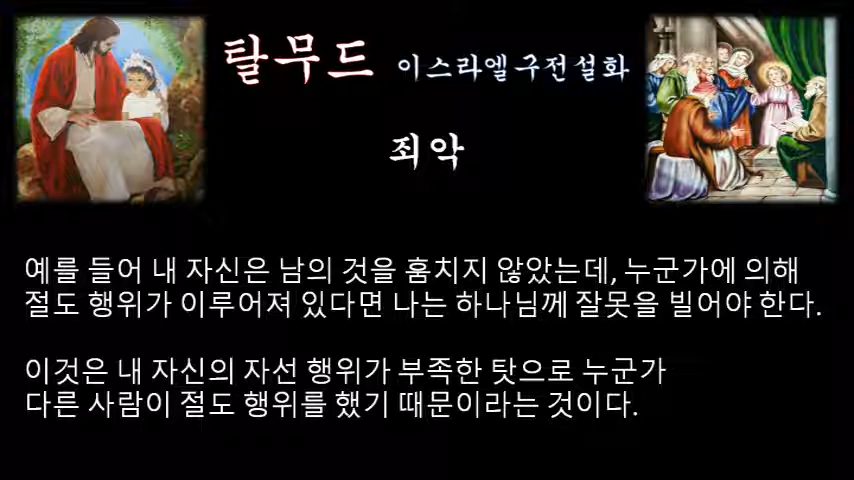 탈무드 이스라엘구전설화
죄악
예를 들어 내 자신은 남의 것을 훔치지 않았는데, 누군가에 의해
절도 행위가 이루어져 있다면 나는 하나님께 잘못을 빌어야 한다.
이것은 내 자신의 자선 행위가 부족한 탓으로 누군가
다른 사람이 절도 행위를 했기 때문이라는 것이다.